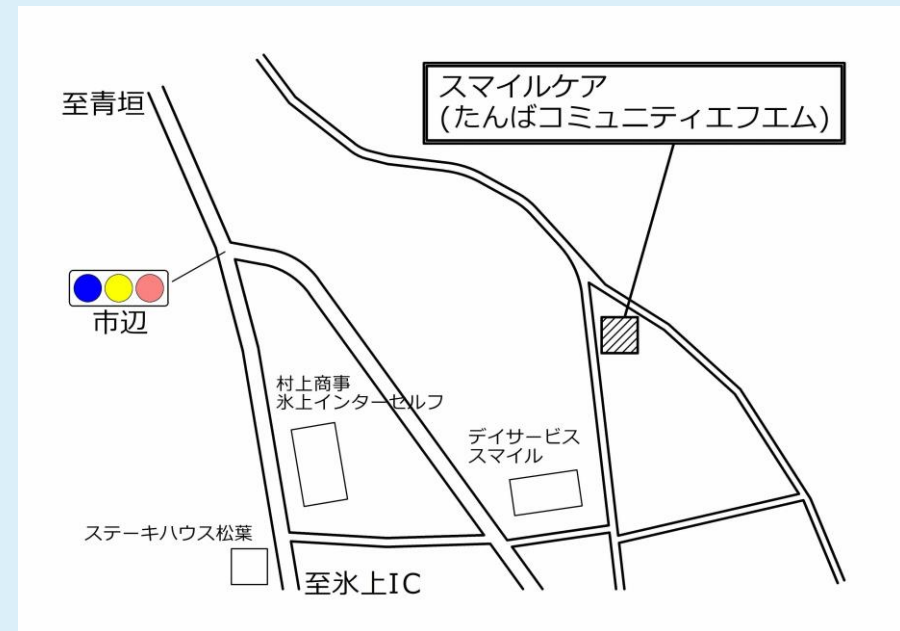 至青垣
スマイルケア
(たんばコミュニティエフエム)
市辺
村上商事
氷上インターセルフ
デイサービス
スマイル
ステーキハウス松葉
至氷上IC